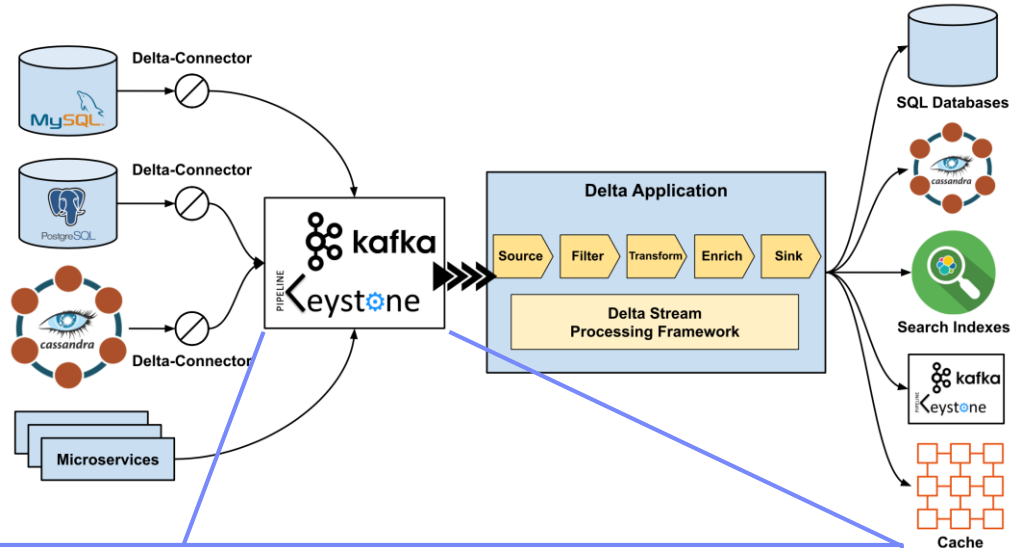 Delta-Connector
MySQL
Delta-Connector
PostgreSQL
cassandra
Delta-Connector
Microservices
kafka
PIPELINE
Keystone
Delta Application
Source
Filter
Transform
Enrich
Sink
Delta Stream
Processing Framework
SQL Databases
cassandra
Search Indexes
kafka
PIPELINE
Keystone
Cache